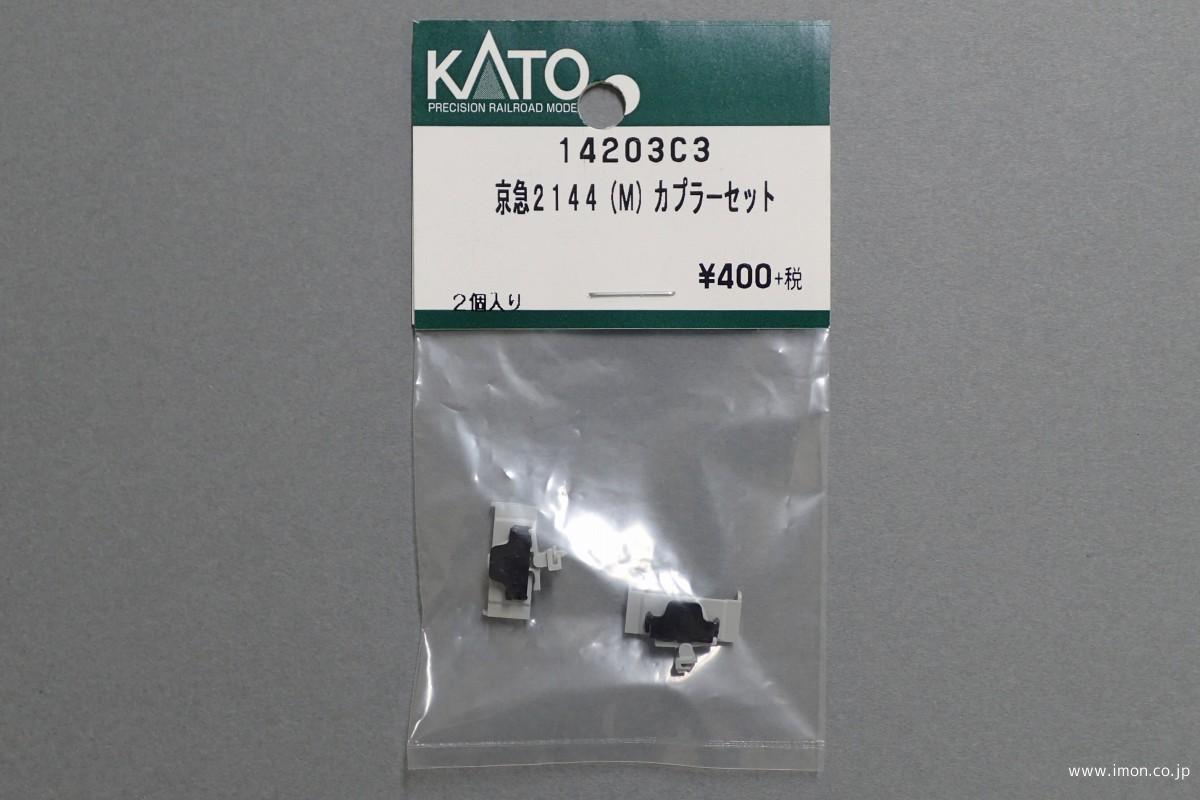 KATO
PRECISION RAILROAD MODE
14203C3
京急2144(M)カプラーセット
¥400+税
2個入り
www.imon.co.jp